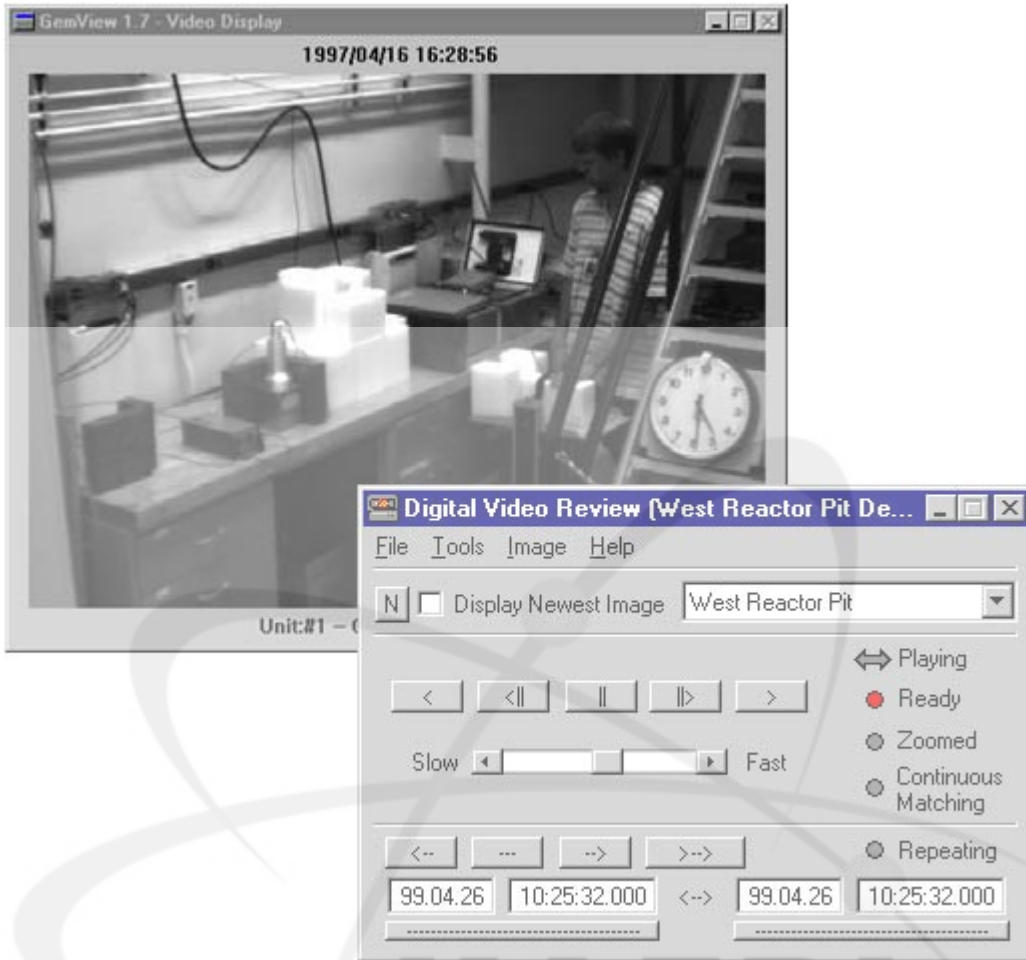 GemView 1.7 - Video Display
1997/04/16 16:28:56
Unit:#1 –
Digital Video Review (West Reactor Pit De...
File Tools Image Help
N Display Newest Image West Reactor Pit
Playing
< <|| || ||> > Ready
Zoomed
Slow Fast
Continuous
Matching
<-- --- --> >--> Repeating
99.04.26 10:25:32.000 <--> 99.04.26 10:25:32.000